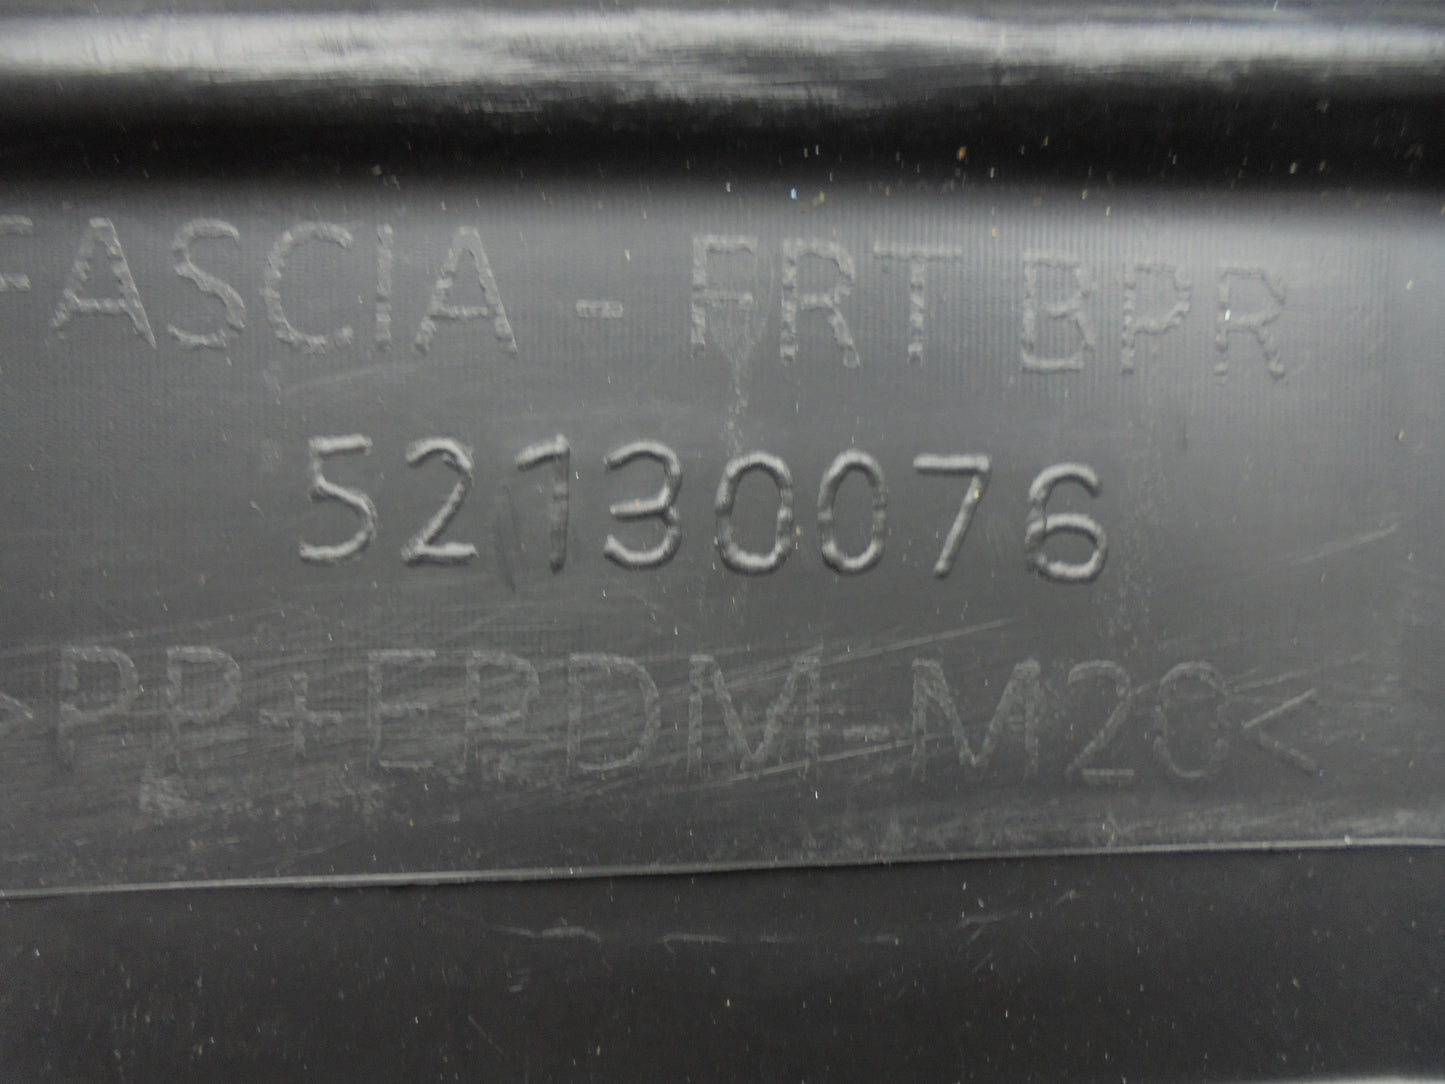 FASCIA - FRT BPR
52130076
>PP+EPDM-M20<